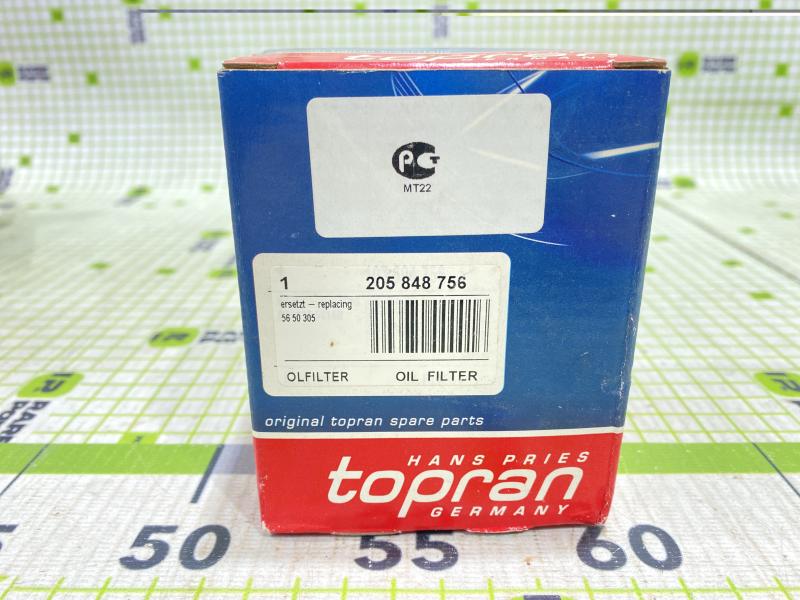 topran
PCT
MT22
1 205 848 756
ersetzt – replacing
56 50 305
OLFILTER OIL FILTER
original topran spare parts
HANS PRIES
topran
GERMANY
50 55 60